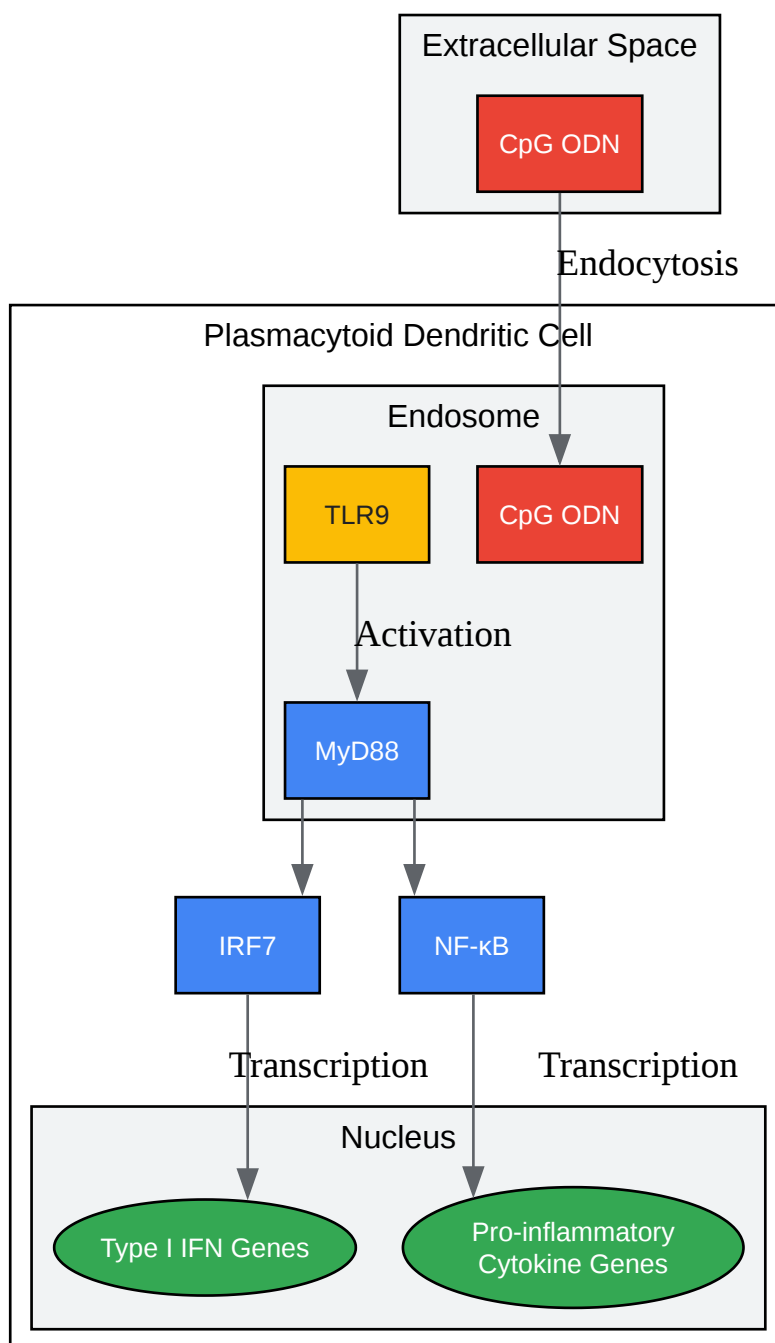 Extracellular Space
CpG ODN
Endocytosis
Plasmacytoid Dendritic Cell
Endosome
TLR9
CpG ODN
Activation
MyD88
IRF7
NF-κB
Transcription
Transcription
Nucleus
Type I IFN Genes
Pro-inflammatory
Cytokine Genes